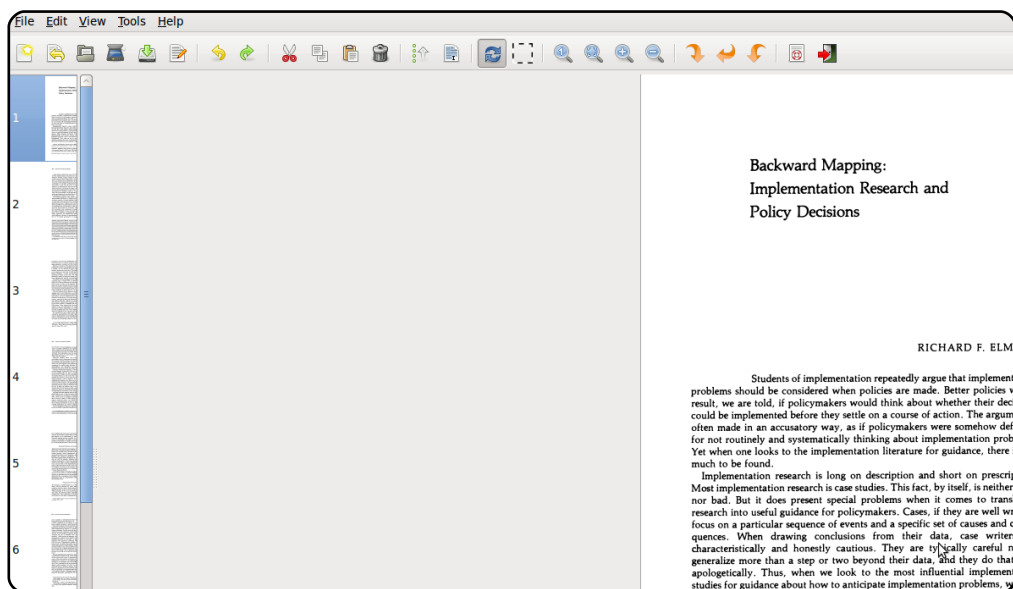 File Edit View Tools Help
1
2
3
4
5
6
Backward Mapping:
Implementation Research and
Policy Decisions
RICHARD F. ELM
Students of implementation repeatedly argue that implement
problems should be considered when policies are made. Better policies w
result, we are told, if policymakers would think about whether their deci
could be implemented before they settle on a course of action. The argum
often made in an accusatory way, as if policymakers were somehow def
for not routinely and systematically thinking about implementation prob
Yet when one looks to the implementation literature for guidance, there i
much to be found.
Implementation research is long on description and short on prescrip
Most implementation research is case studies. This fact, by itself, is neither
nor bad. But it does present special problems when it comes to trans
research into useful guidance for policymakers. Cases, if they are well wr
focus on a particular sequence of events and a specific set of causes and c
quences. When drawing conclusions from their data, case writers
characteristically and honestly cautious. They are typically careful n
generalize more than a step or two beyond their data, and they do that
apologetically. Thus, when we look to the most influential implement
studies for guidance about how to anticipate implementation problems, w